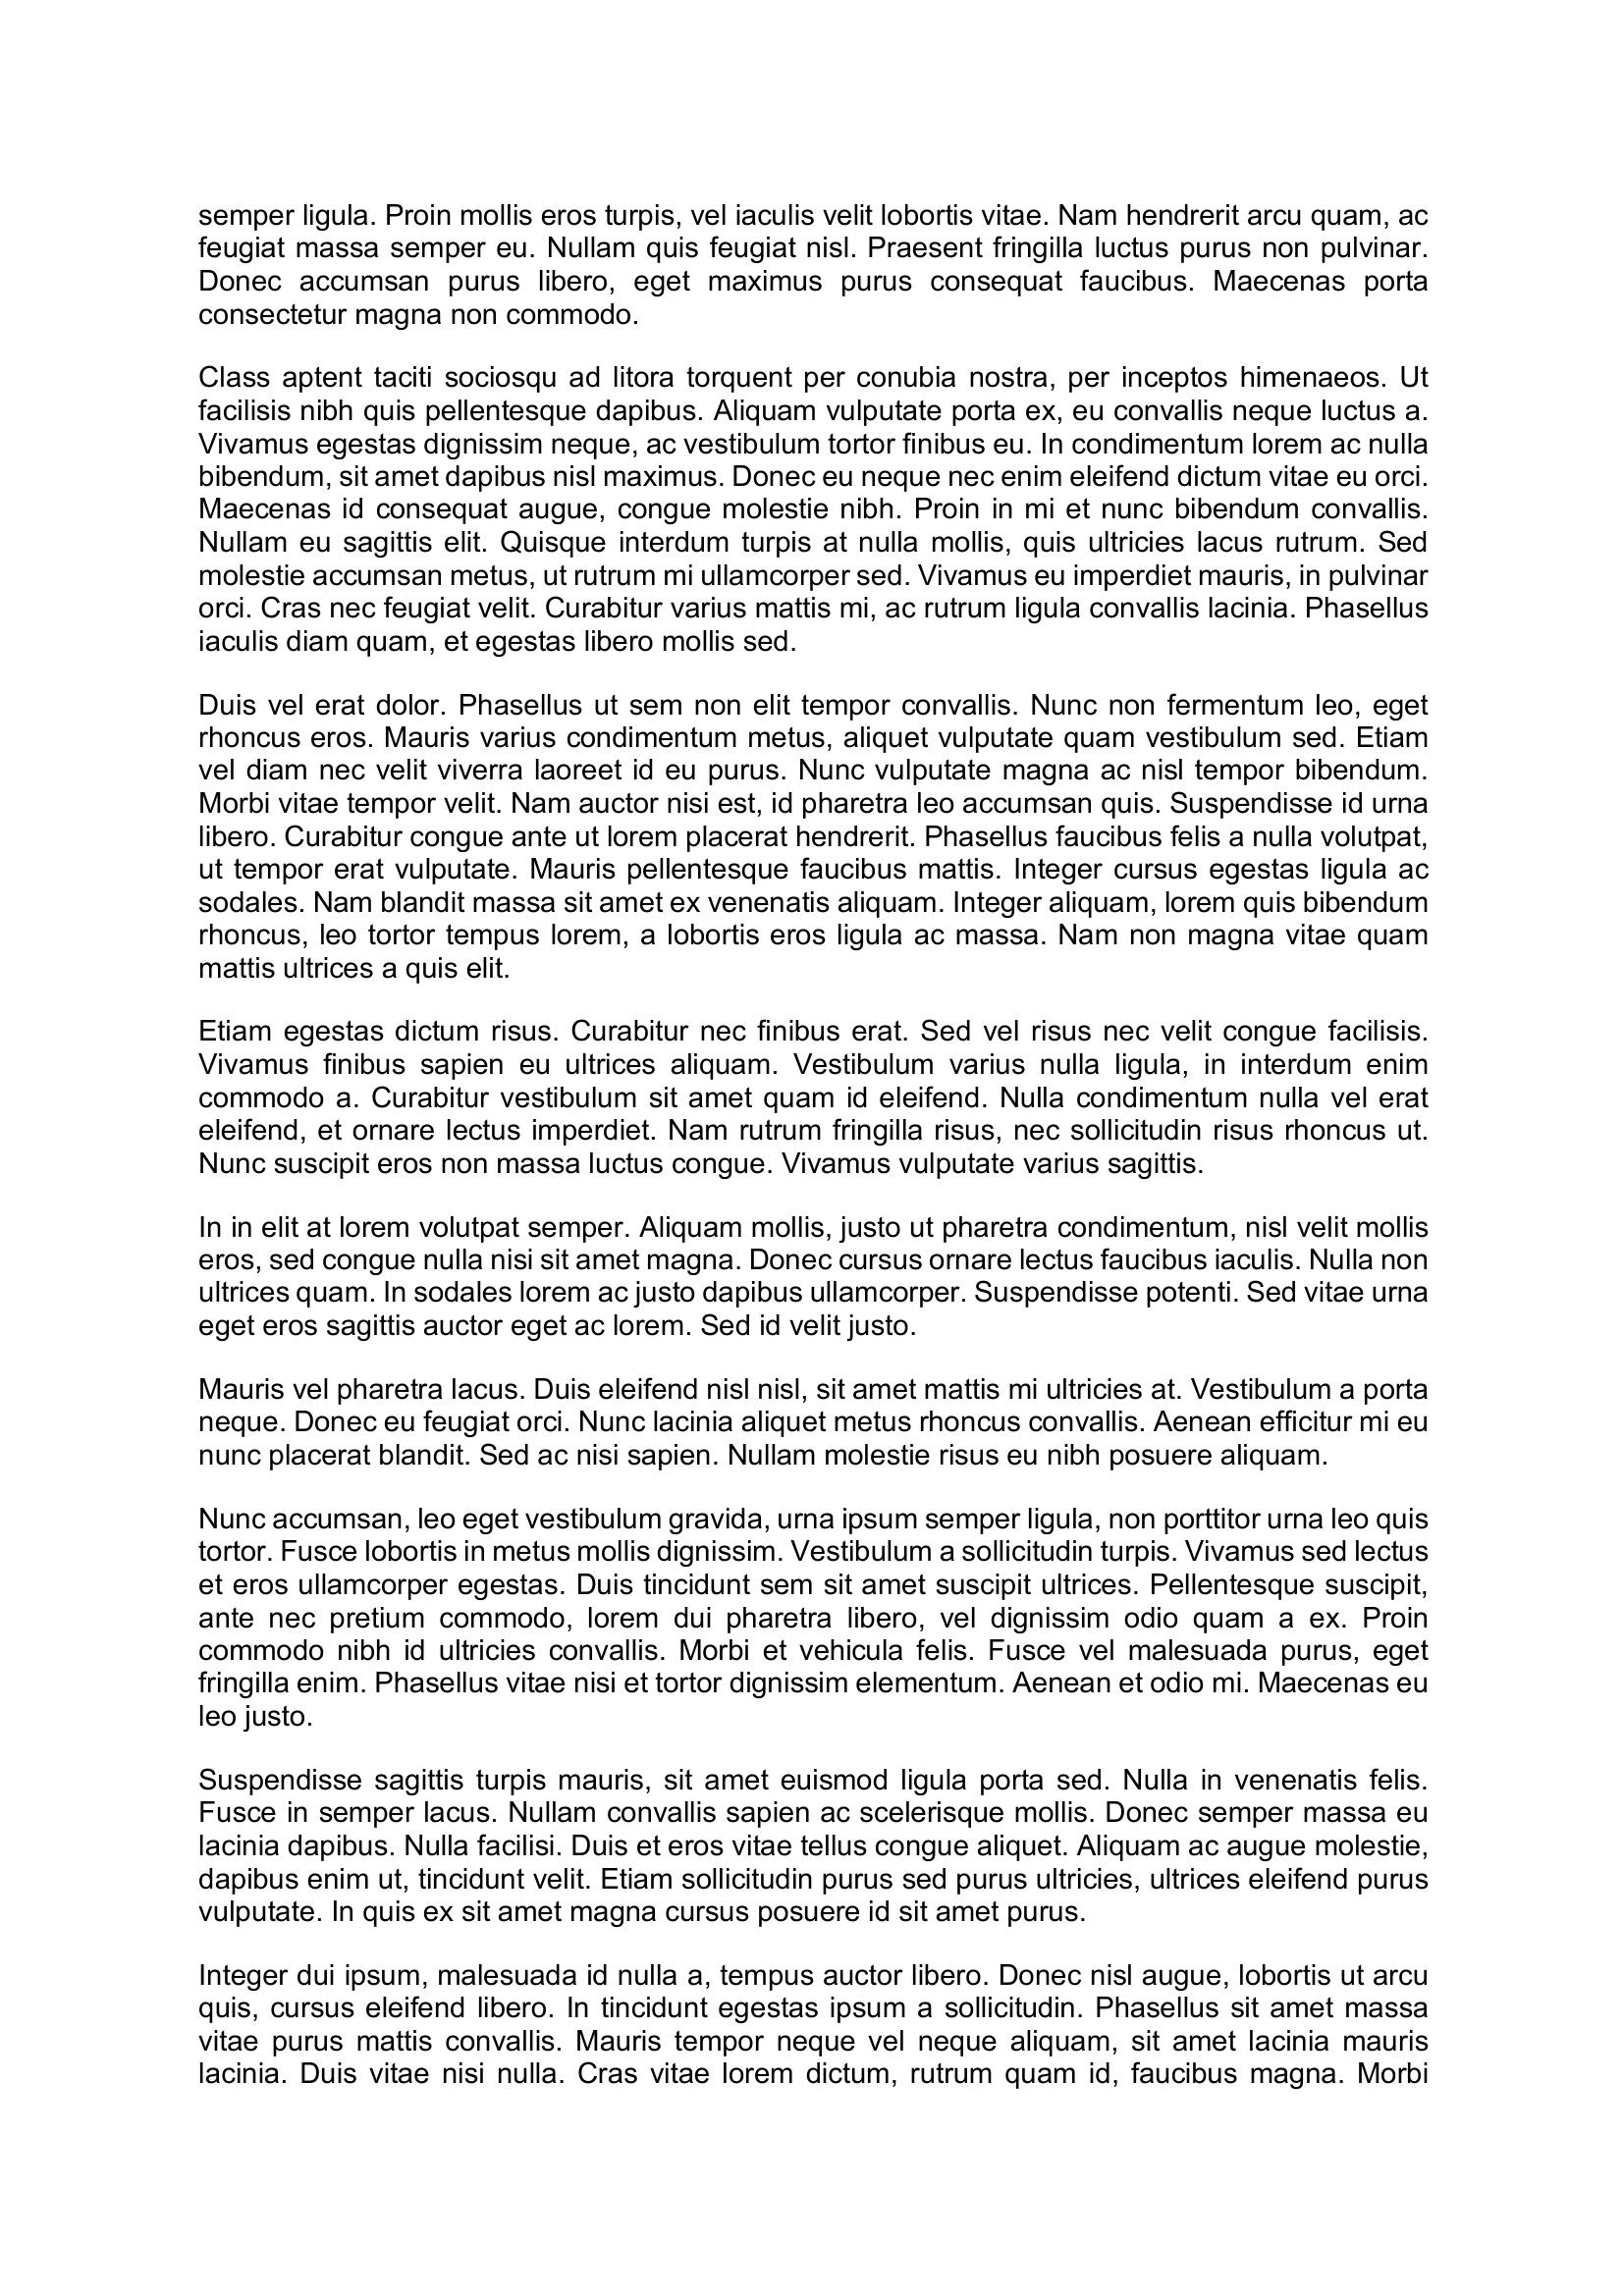 semper ligula. Proin mollis eros turpis, vel iaculis velit lobortis vitae. Nam hendrerit arcu quam, ac
feugiat massa semper eu. Nullam quis feugiat nisl. Praesent fringilla luctus purus non pulvinar.
Donec accumsan purus libero, eget maximus purus consequat faucibus. Maecenas porta
consectetur magna non commodo.
Class aptent taciti sociosqu ad litora torquent per conubia nostra, per inceptos himenaeos. Ut
facilisis nibh quis pellentesque dapibus. Aliquam vulputate porta ex, eu convallis neque luctus a.
Vivamus egestas dignissim neque, ac vestibulum tortor finibus eu. In condimentum lorem ac nulla
bibendum, sit amet dapibus nisl maximus. Donec eu neque nec enim eleifend dictum vitae eu orci.
Maecenas id consequat augue, congue molestie nibh. Proin in mi et nunc bibendum convallis.
Nullam eu sagittis elit. Quisque interdum turpis at nulla mollis, quis ultricies lacus rutrum. Sed
molestie accumsan metus, ut rutrum mi ullamcorper sed. Vivamus eu imperdiet mauris, in pulvinar
orci. Cras nec feugiat velit. Curabitur varius mattis mi, ac rutrum ligula convallis lacinia. Phasellus
iaculis diam quam, et egestas libero mollis sed.
Duis vel erat dolor. Phasellus ut sem non elit tempor convallis. Nunc non fermentum leo, eget
rhoncus eros. Mauris varius condimentum metus, aliquet vulputate quam vestibulum sed. Etiam
vel diam nec velit viverra laoreet id eu purus. Nunc vulputate magna ac nisl tempor bibendum.
Morbi vitae tempor velit. Nam auctor nisi est, id pharetra leo accumsan quis. Suspendisse id urna
libero. Curabitur congue ante ut lorem placerat hendrerit. Phasellus faucibus felis a nulla volutpat,
ut tempor erat vulputate. Mauris pellentesque faucibus mattis. Integer cursus egestas ligula ac
sodales. Nam blandit massa sit amet ex venenatis aliquam. Integer aliquam, lorem quis bibendum
rhoncus, leo tortor tempus lorem, a lobortis eros ligula ac massa. Nam non magna vitae quam
mattis ultrices a quis elit.
Etiam egestas dictum risus. Curabitur nec finibus erat. Sed vel risus nec velit congue facilisis.
Vivamus finibus sapien eu ultrices aliquam. Vestibulum varius nulla ligula, in interdum enim
commodo a. Curabitur vestibulum sit amet quam id eleifend. Nulla condimentum nulla vel erat
eleifend, et ornare lectus imperdiet. Nam rutrum fringilla risus, nec sollicitudin risus rhoncus ut.
Nunc suscipit eros non massa luctus congue. Vivamus vulputate varius sagittis.
In in elit at lorem volutpat semper. Aliquam mollis, justo ut pharetra condimentum, nisl velit mollis
eros, sed congue nulla nisi sit amet magna. Donec cursus ornare lectus faucibus iaculis. Nulla non
ultrices quam. In sodales lorem ac justo dapibus ullamcorper. Suspendisse potenti. Sed vitae urna
eget eros sagittis auctor eget ac lorem. Sed id velit justo.
Mauris vel pharetra lacus. Duis eleifend nisl nisl, sit amet mattis mi ultricies at. Vestibulum a porta
neque. Donec eu feugiat orci. Nunc lacinia aliquet metus rhoncus convallis. Aenean efficitur mi eu
nunc placerat blandit. Sed ac nisi sapien. Nullam molestie risus eu nibh posuere aliquam.
Nunc accumsan, leo eget vestibulum gravida, urna ipsum semper ligula, non porttitor urna leo quis
tortor. Fusce lobortis in metus mollis dignissim. Vestibulum a sollicitudin turpis. Vivamus sed lectus
et eros ullamcorper egestas. Duis tincidunt sem sit amet suscipit ultrices. Pellentesque suscipit,
ante nec pretium commodo, lorem dui pharetra libero, vel dignissim odio quam a ex. Proin
commodo nibh id ultricies convallis. Morbi et vehicula felis. Fusce vel malesuada purus, eget
fringilla enim. Phasellus vitae nisi et tortor dignissim elementum. Aenean et odio mi. Maecenas eu
leo justo.
Suspendisse sagittis turpis mauris, sit amet euismod ligula porta sed. Nulla in venenatis felis.
Fusce in semper lacus. Nullam convallis sapien ac scelerisque mollis. Donec semper massa eu
lacinia dapibus. Nulla facilisi. Duis et eros vitae tellus congue aliquet. Aliquam ac augue molestie,
dapibus enim ut, tincidunt velit. Etiam sollicitudin purus sed purus ultricies, ultrices eleifend purus
vulputate. In quis ex sit amet magna cursus posuere id sit amet purus.
Integer dui ipsum, malesuada id nulla a, tempus auctor libero. Donec nisl augue, lobortis ut arcu
quis, cursus eleifend libero. In tincidunt egestas ipsum a sollicitudin. Phasellus sit amet massa
vitae purus mattis convallis. Mauris tempor neque vel neque aliquam, sit amet lacinia mauris
lacinia. Duis vitae nisi nulla. Cras vitae lorem dictum, rutrum quam id, faucibus magna. Morbi